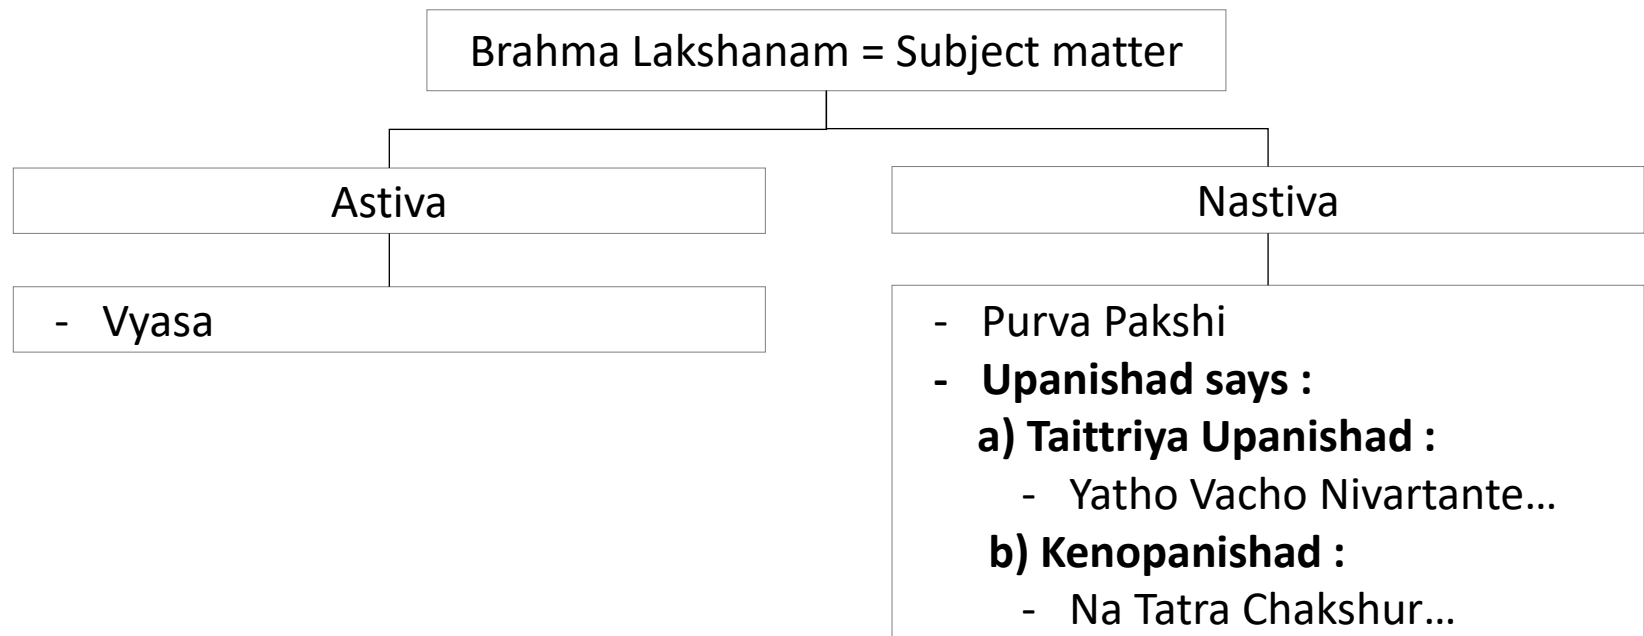 Brahma Lakshanam = Subject matter
Astiva
- Vyasa
Nastiva
- Purva Pakshi
- Upanishad says :
a) Taittriya Upanishad :
- Yatho Vacho Nivartante…
b) Kenopanishad :
- Na Tatra Chakshur…